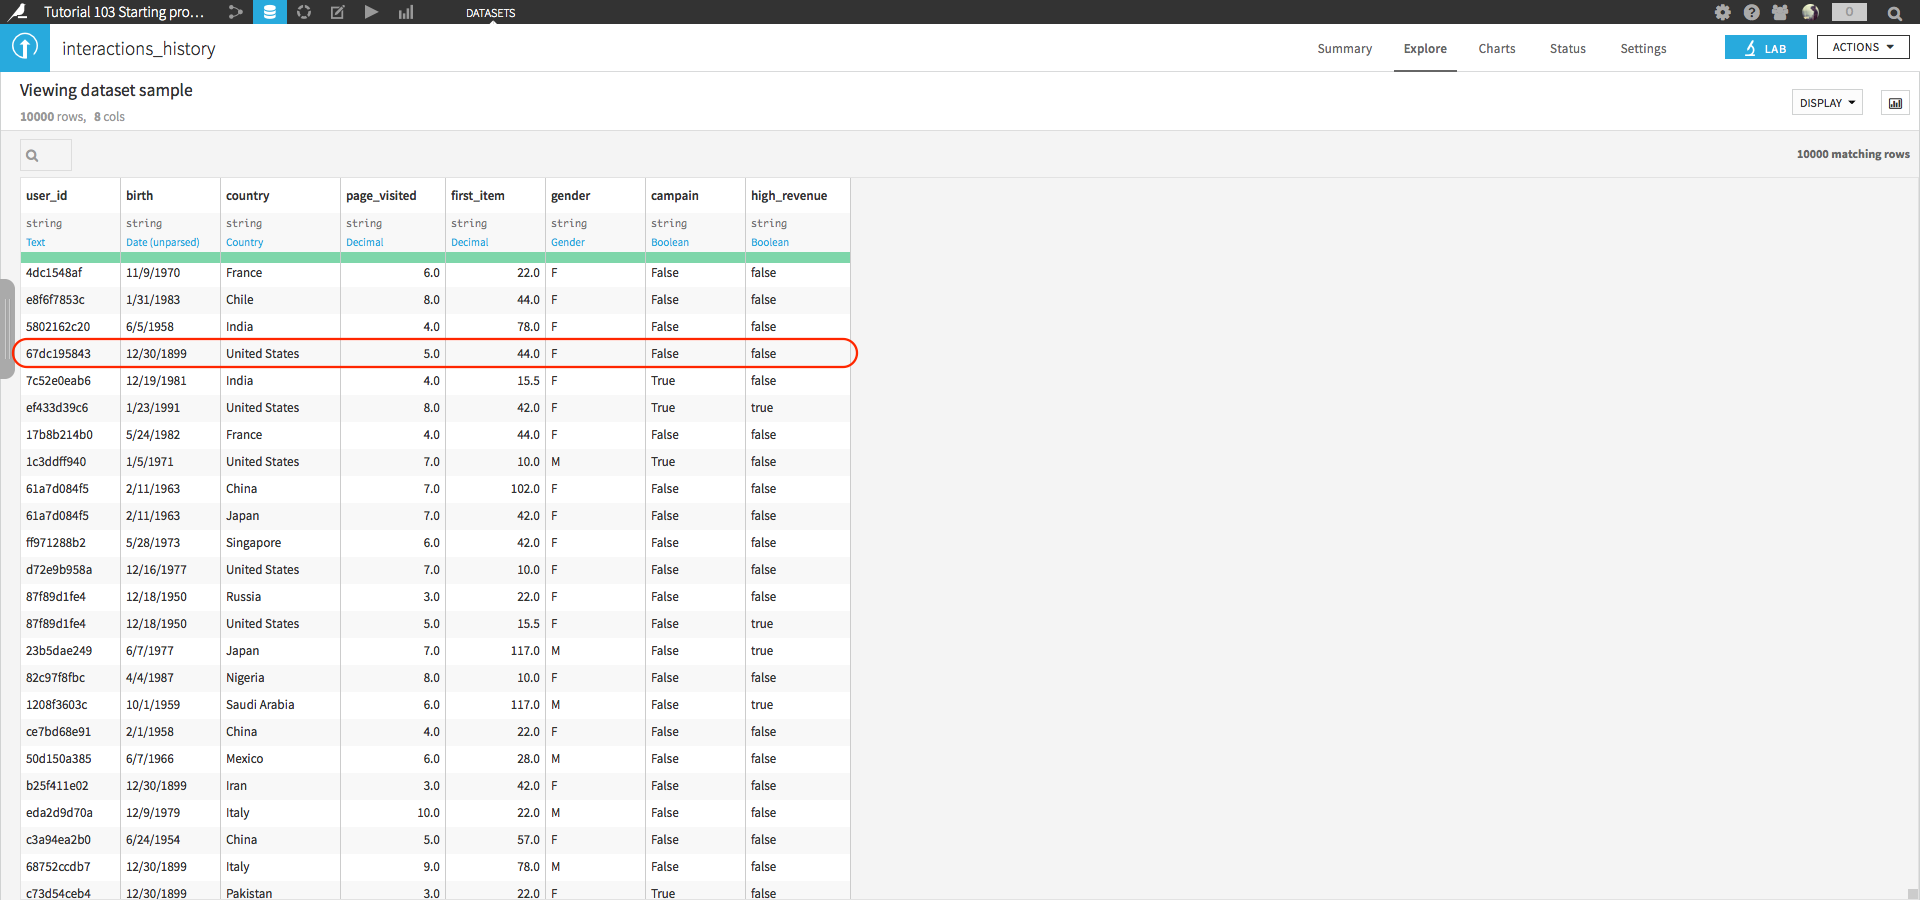 Tutorial 103 Starting pro... DATASETS 0
interactions_history Summary Explore Charts Status Settings LAB ACTIONS
Viewing dataset sample
10000 rows, 8 cols DISPLAY
10000 matching rows
user_id birth country page_visited first_item gender campain high_revenue
string string string string string string string string
Text Date (unparsed) Country Decimal Decimal Gender Boolean Boolean
4dc1548af 11/9/1970 France 6.0 22.0 F False false
e8f6f7853c 1/31/1983 Chile 8.0 44.0 F False false
5802162c20 6/5/1958 India 4.0 78.0 F False false
67dc195843 12/30/1899 United States 5.0 44.0 F False false
7c52e0eab6 12/19/1981 India 4.0 15.5 F True false
ef433d39c6 1/23/1991 United States 8.0 42.0 F True true
17b8b214b0 5/24/1982 France 4.0 44.0 F False false
1c3ddff940 1/5/1971 United States 7.0 10.0 M True false
61a7d084f5 2/11/1963 China 7.0 102.0 F False false
61a7d084f5 2/11/1963 Japan 7.0 42.0 F False false
ff971288b2 5/28/1973 Singapore 6.0 42.0 F False false
d72e9b958a 12/16/1977 United States 7.0 10.0 F False false
87f89d1fe4 12/18/1950 Russia 3.0 22.0 F False false
87f89d1fe4 12/18/1950 United States 5.0 15.5 F False true
23b5dae249 6/7/1977 Japan 7.0 117.0 M False true
82c97f8fbc 4/4/1987 Nigeria 8.0 10.0 F False false
1208f3603c 10/1/1959 Saudi Arabia 6.0 117.0 M False true
ce7bd68e91 2/1/1958 China 4.0 22.0 F False false
50d150a385 6/7/1966 Mexico 6.0 28.0 M False false
b25f411e02 12/30/1899 Iran 3.0 42.0 F False false
eda2d9d70a 12/9/1979 Italy 10.0 22.0 M False false
c3a94ea2b0 6/24/1954 China 5.0 57.0 F False false
68752ccdb7 12/30/1899 Italy 9.0 78.0 M False false
c73d54ceb4 12/30/1899 Pakistan 3.0 22.0 F True false